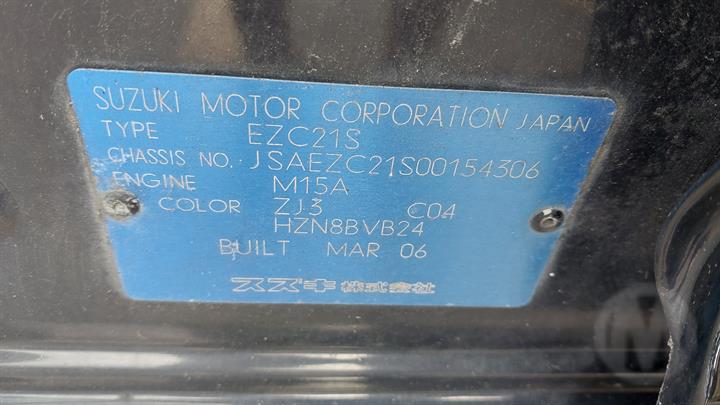 SUZUKI MOTOR CORPORATION JAPAN
TYPE EZC21S
CHASSIS NO. JSAEZC21S00154306
ENGINE M15A
COLOR ZJ3 C04
HZN8BVB24
BUILT MAR 06
スズキ株式会社
M